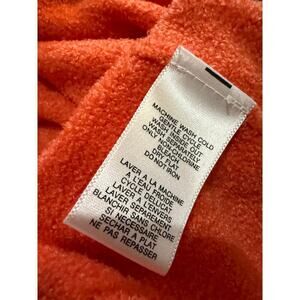 MACHINE WASH COLD
GENTLE CYCLE
WASH INSIDE OUT
WASH SEPARATELY
ONLY NON-CHLORINE
BLEACH
DRY FLAT
DO NOT IRON
LAVER A LA MACHINE
A L'EAU FROIDE
CYCLE DELICAT
LAVER A L'ENVERS
LAVER SEPAREMENT
BLANCHIR SANS CHLORE
SI NECESSAIRE
SECHAR A PLAT
NE PAS REPASSER